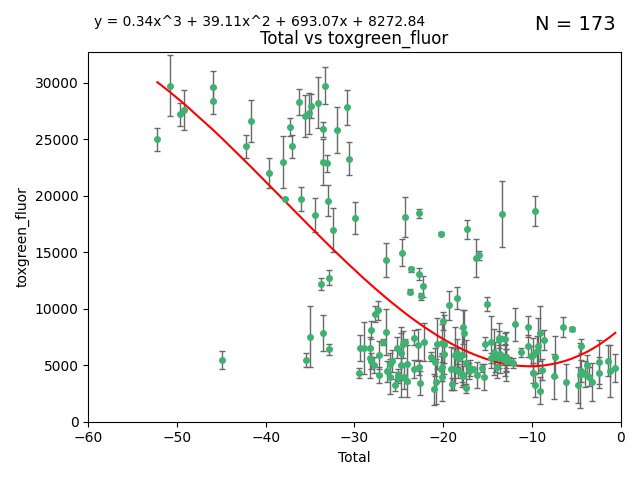 y = 0.34x^3 + 39.11x^2 + 693.07x + 8272.84
N = 173
Total vs toxgreen_fluor
30000
25000
20000
15000
10000
5000
0
toxgreen_fluor
−60
−50
−40
−30
−20
−10
0
Total